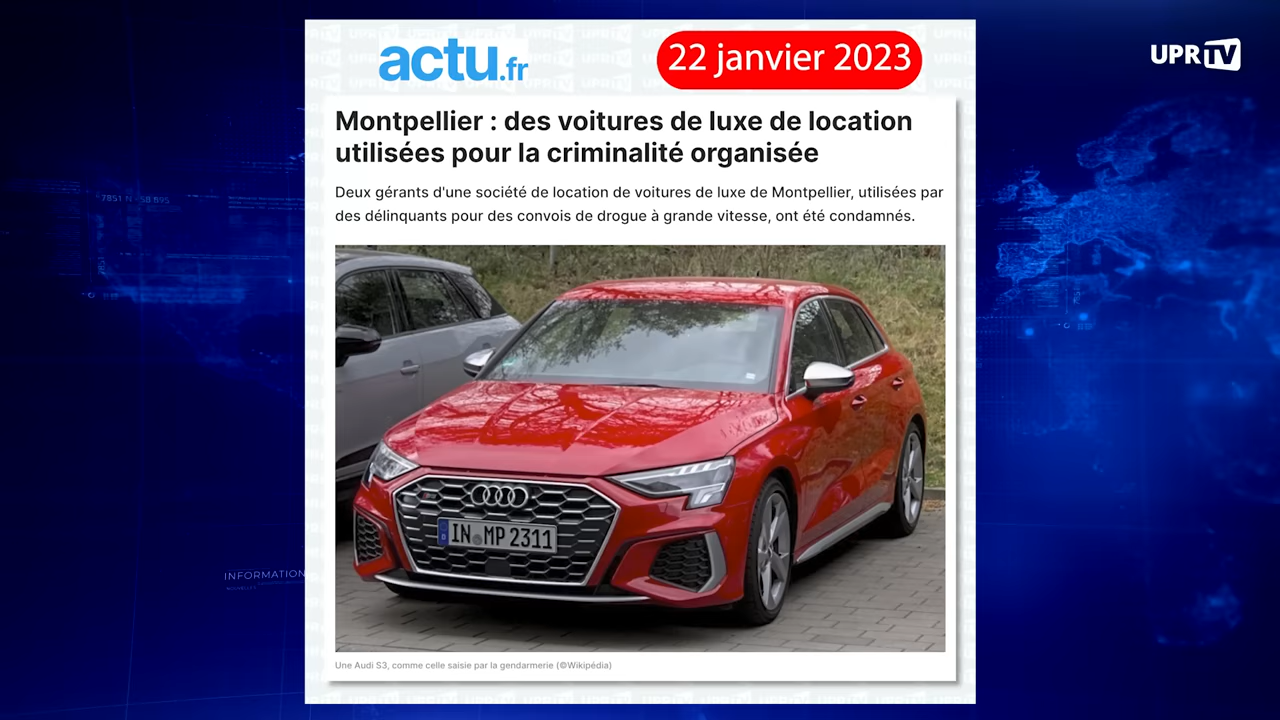 actu.fr
22 janvier 2023
UPR TV
Montpellier : des voitures de luxe de location
utilisées pour la criminalité organisée
Deux gérants d'une société de location de voitures de luxe de Montpellier, utilisées par
des délinquants pour des convois de drogue à grande vitesse, ont été condamnés.
IN MP 2311
Une Audi S3, comme celle saisie par la gendarmerie (©Wikipédia)
INFORMATION